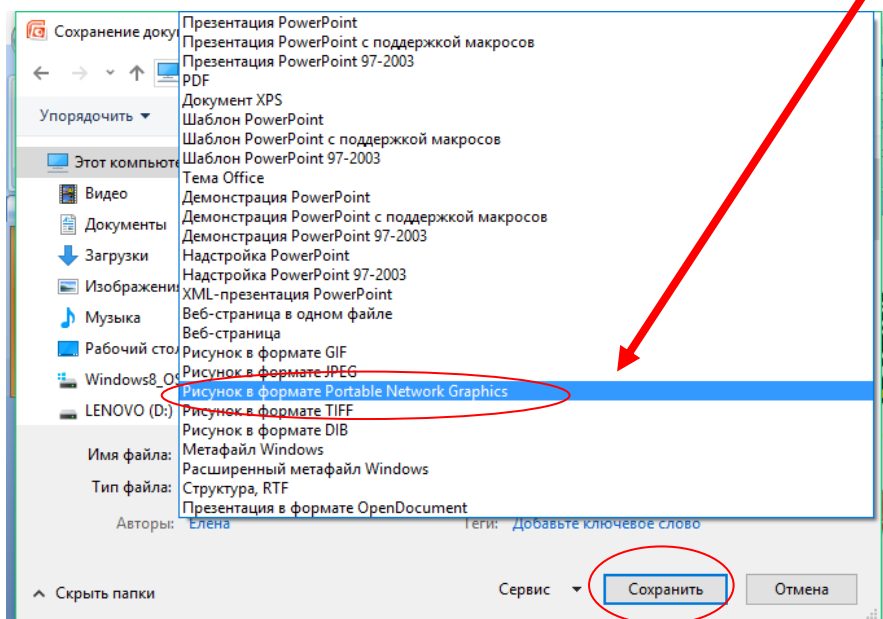 Сохранение доку
Презентация PowerPoint
Презентация PowerPoint с поддержкой макросов
Презентация PowerPoint 97-2003
PDF
Документ XPS
Шаблон PowerPoint
Шаблон PowerPoint с поддержкой макросов
Шаблон PowerPoint 97-2003
Тема Office
Демонстрация PowerPoint
Демонстрация PowerPoint с поддержкой макросов
Демонстрация PowerPoint 97-2003
Надстройка PowerPoint
Надстройка PowerPoint 97-2003
XML-презентация PowerPoint
Веб-страница в одном файле
Веб-страница
Рисунок в формате GIF
Рисунок в формате JPEG
Рисунок в формате Portable Network Graphics
Рисунок в формате TIFF
Рисунок в формате DIB
Метафайл Windows
Расширенный метафайл Windows
Структура, RTF
Презентация в формате OpenDocument
Упорядочить
Этот компьюте
Видео
Документы
Загрузки
Изображени
Музыка
Рабочий сто
Windows8_OS
LENOVO (D:)
Имя файла:
Тип файла:
Авторы: Елена
Теги: Добавьте ключевое слово
Скрыть папки
Сервис
Сохранить
Отмена